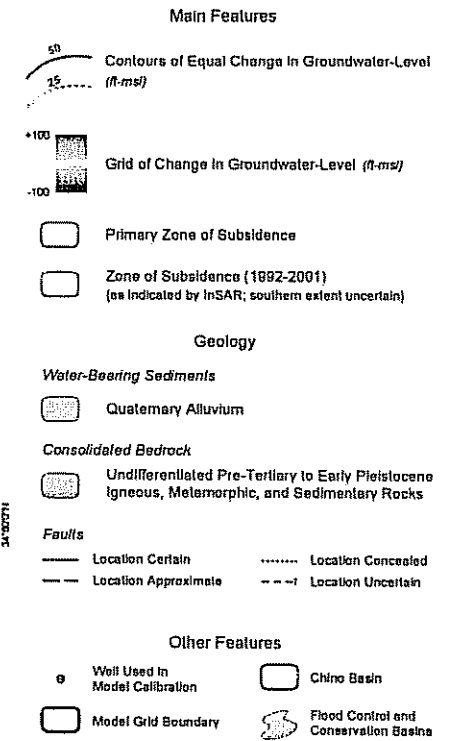 Main Features
50
Contours of Equal Change In Groundwater-Level
25
(ft-msl)
+100
Grid of Change In Groundwater-Level (ft-msl)
-100
Primary Zone of Subsidence
Zone of Subsidence (1992-2001)
(as indicated by InSAR; southern extent uncertain)
Geology
Water-Bearing Sediments
Quaternary Alluvium
Consolidated Bedrock
Undifferentiated Pre-Tertiary to Early Pleistocene
Igneous, Metamorphic, and Sedimentary Rocks
Faults
Location Certain
Location Concealed
Location Approximate
? Location Uncertain
Other Features
Well Used In
Model Calibration
Chino Basin
Model Grid Boundary
Flood Control and
Conservation Basins